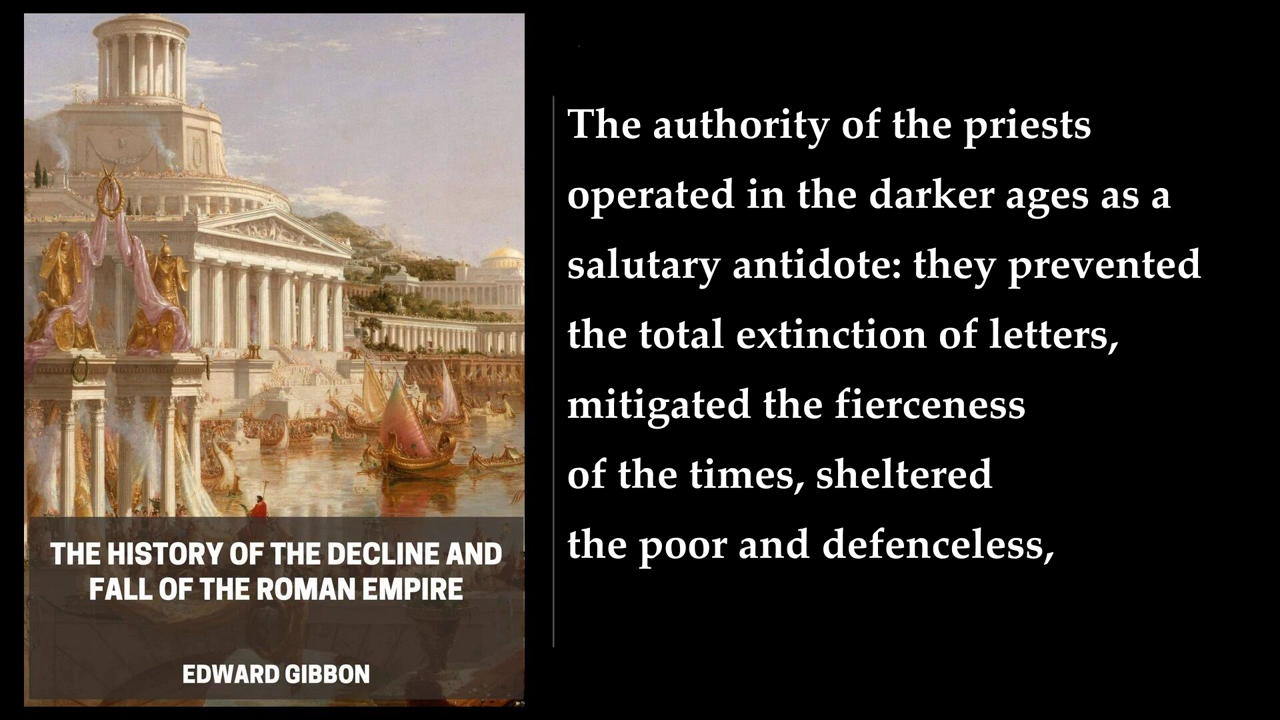 THE HISTORY OF THE DECLINE AND
FALL OF THE ROMAN EMPIRE
EDWARD GIBBON
The authority of the priests
operated in the darker ages as a
salutary antidote: they prevented
the total extinction of letters,
mitigated the fierceness
of the times, sheltered
the poor and defenceless,